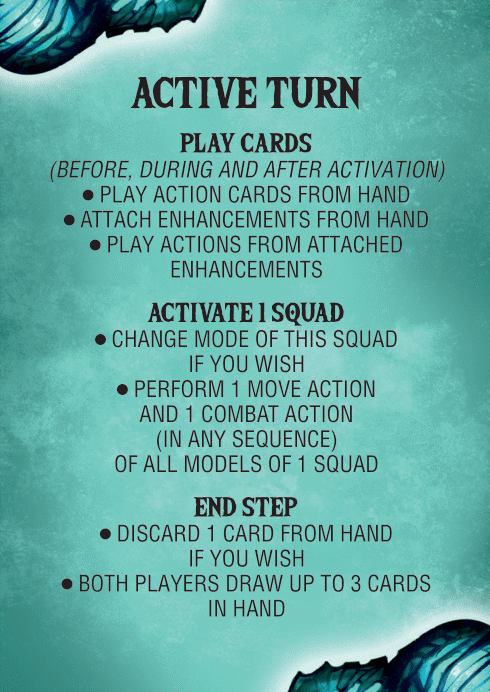 ACTIVE TURN
PLAY CARDS
(BEFORE, DURING AND AFTER ACTIVATION)
● PLAY ACTION CARDS FROM HAND
● ATTACH ENHANCEMENTS FROM HAND
● PLAY ACTIONS FROM ATTACHED
ENHANCEMENTS
ACTIVATE 1 SQUAD
● CHANGE MODE OF THIS SQUAD
IF YOU WISH
● PERFORM 1 MOVE ACTION
AND 1 COMBAT ACTION
(IN ANY SEQUENCE)
OF ALL MODELS OF 1 SQUAD
END STEP
● DISCARD 1 CARD FROM HAND
IF YOU WISH
● BOTH PLAYERS DRAW UP TO 3 CARDS
IN HAND